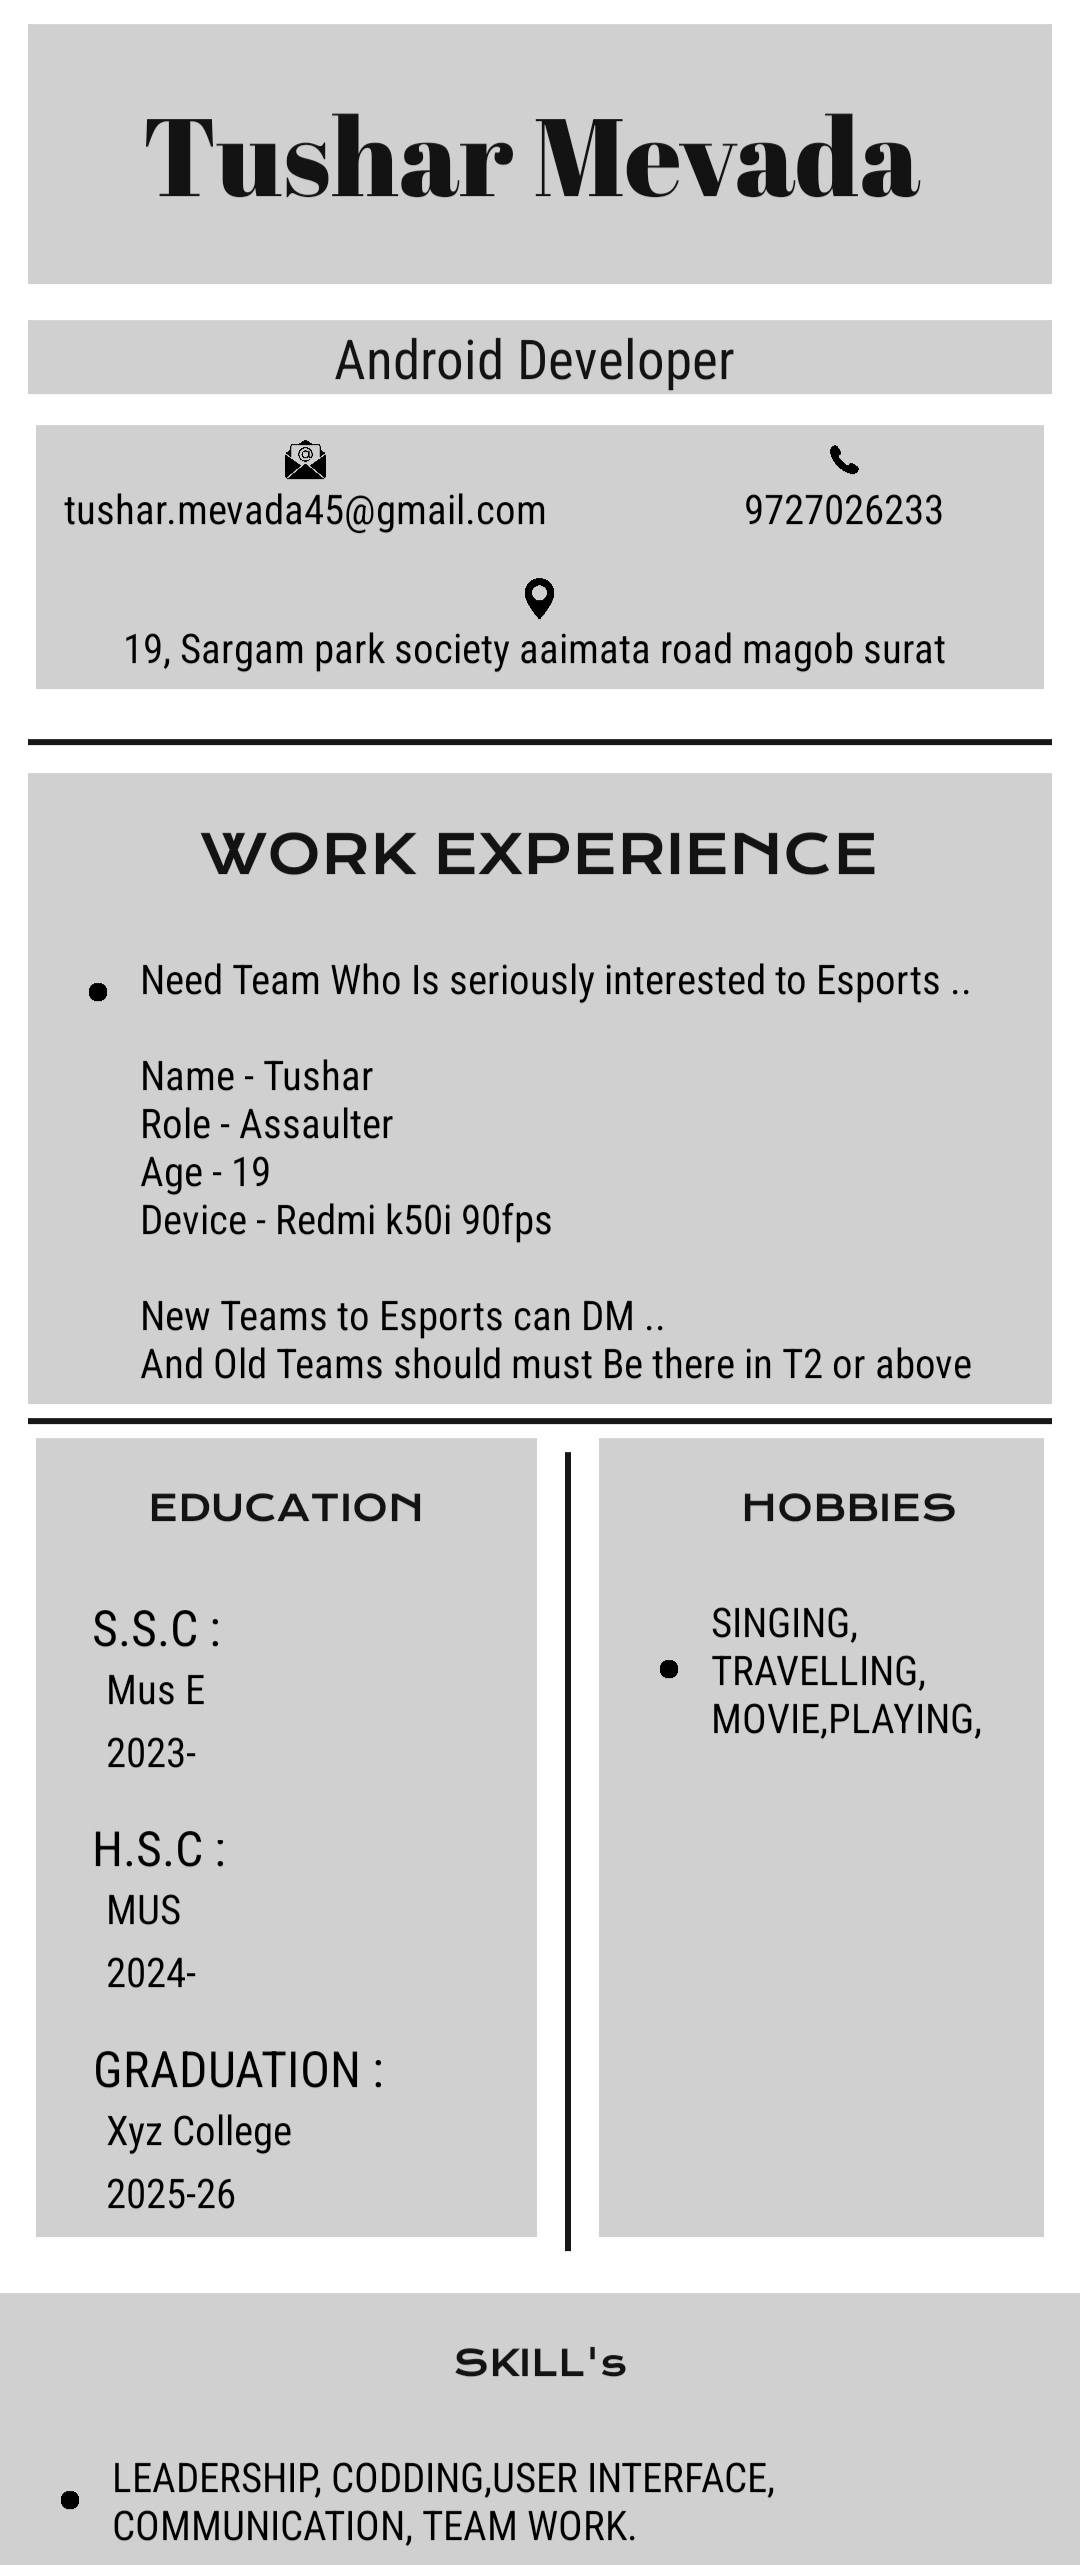 Tushar Mevada
Android Developer
tushar.mevada45@gmail.com
9727026233
19, Sargam park society aaimata road magob surat
WORK EXPERIENCE
Need Team Who Is seriously interested to Esports ..
Name - Tushar
Role - Assaulter
Age - 19
Device - Redmi k50i 90fps
New Teams to Esports can DM ..
And Old Teams should must Be there in T2 or above
EDUCATION
S.S.C :
Mus E
2023-
H.S.C :
MUS
2024-
GRADUATION :
Xyz College
2025-26
HOBBIES
SINGING,
TRAVELLING,
MOVIE,PLAYING,
SKILL's
LEADERSHIP, CODDING,USER INTERFACE,
COMMUNICATION, TEAM WORK.